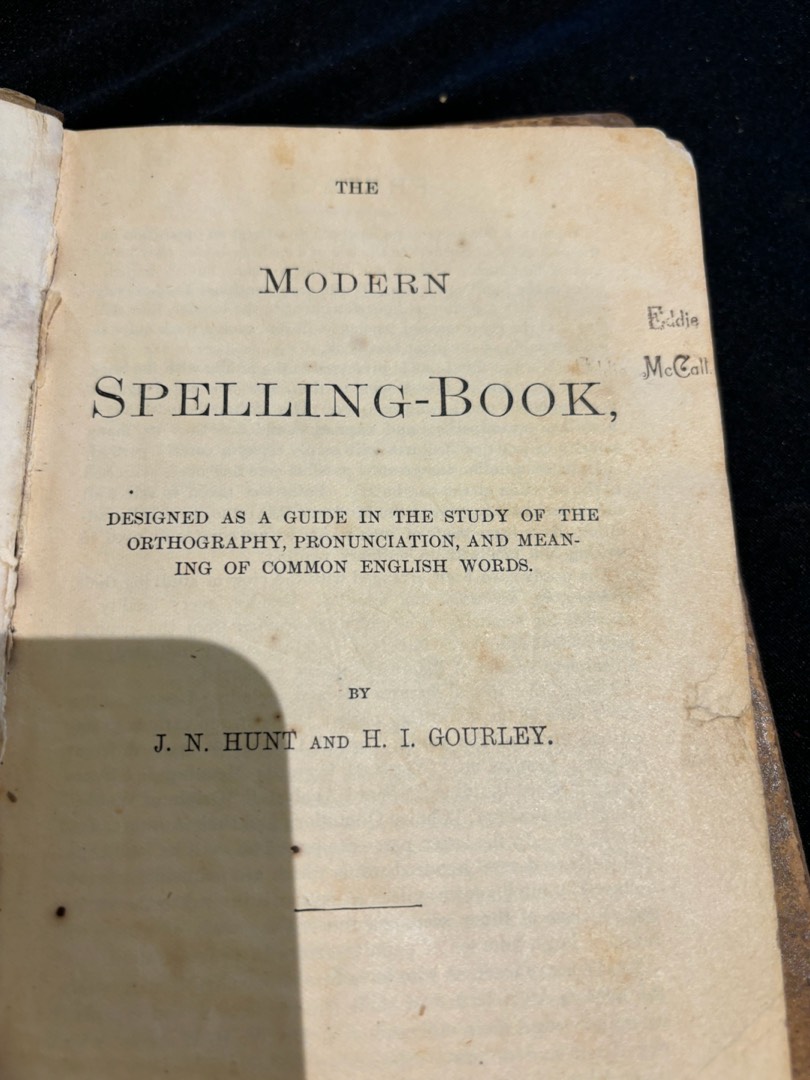 THE
MODERN
Eddie
McCall
SPELLING-BOOK,
DESIGNED AS A GUIDE IN THE STUDY OF THE
ORTHOGRAPHY, PRONUNCIATION, AND MEAN-
ING OF COMMON ENGLISH WORDS.
BY
J. N. HUNT AND H. I. GOURLEY.